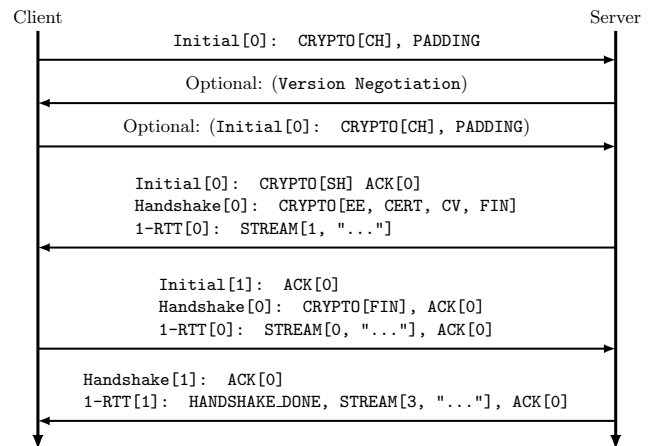 Client Server
Initial[0]: CRYPTO[CH], PADDING
Optional: (Version Negotiation)
Optional: (Initial[0]: CRYPTO[CH], PADDING)
Initial[0]: CRYPTO[SH] ACK[0]
Handshake[0]: CRYPTO[EE, CERT, CV, FIN]
1-RTT[0]: STREAM[1, "..."]
Initial[1]: ACK[0]
Handshake[0]: CRYPTO[FIN], ACK[0]
1-RTT[0]: STREAM[0, "..."], ACK[0]
Handshake[1]: ACK[0]
1-RTT[1]: HANDSHAKE_DONE, STREAM[3, "..."], ACK[0]